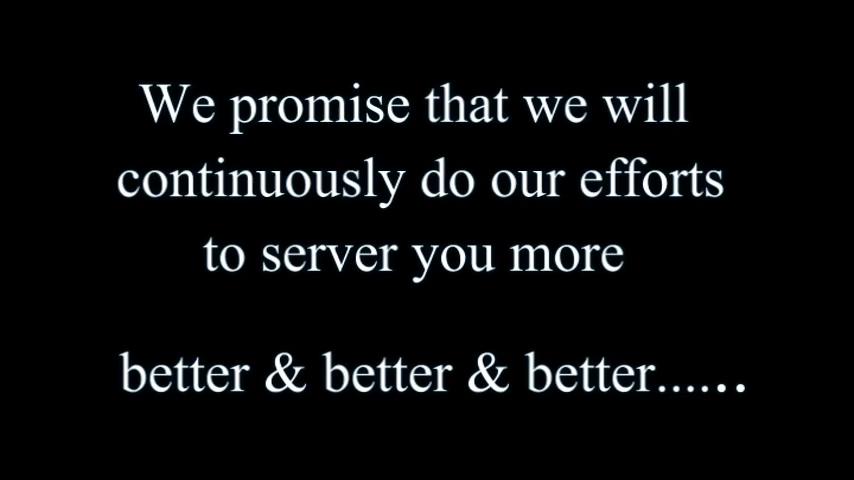 We promise that we will
continuously do our efforts
to server you more
better & better & better......